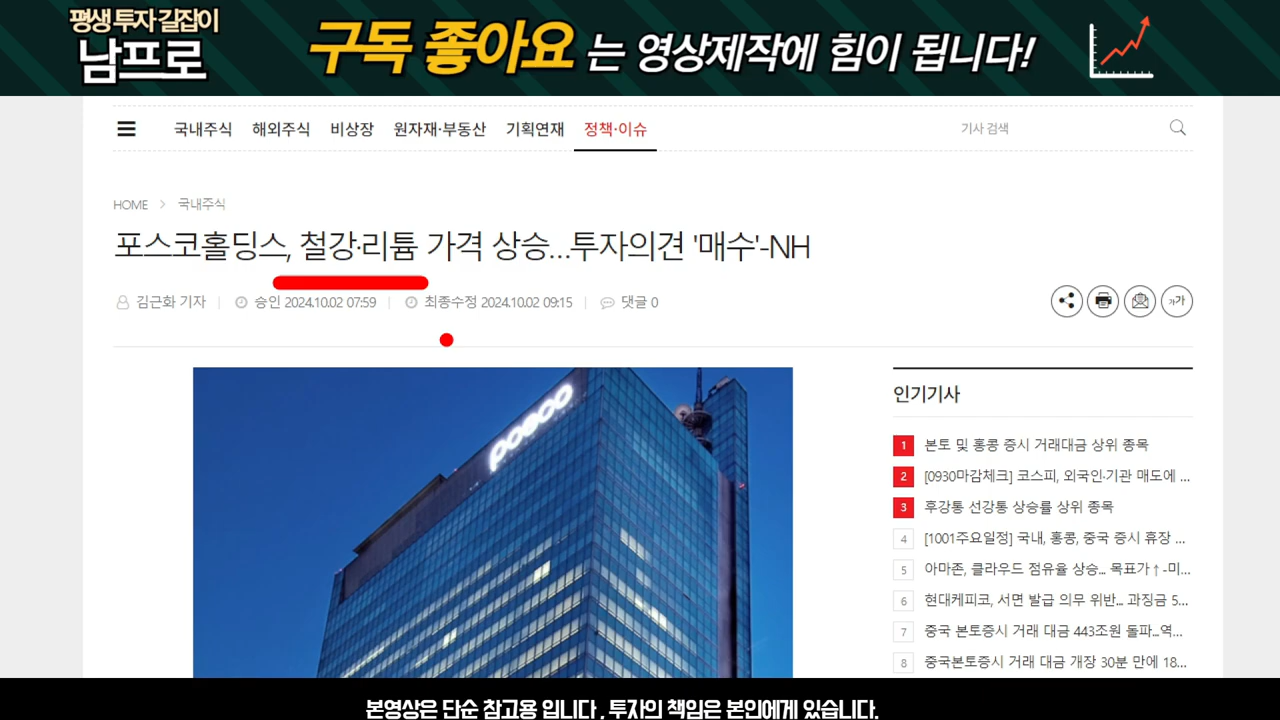 평생 투자 길잡이
남프로
구독 좋아요 는 영상제작에 힘이 됩니다!
국내주식 해외주식 비상장 원자재·부동산 기획연재 정책·이슈
기사 검색
HOME > 국내주식
포스코홀딩스, 철강·리튬 가격 상승...투자의견 '매수'-NH
김근화 기자 | 승인 2024.10.02 07:59 | 최종수정 2024.10.02 09:15 | 댓글 0
가가
posco
인기기사
1 본토 및 홍콩 증시 거래대금 상위 종목
2 [0930마감체크] 코스피, 외국인·기관 매도에 ...
3 후강통 선강통 상승률 상위 종목
4 [1001주요일정] 국내, 홍콩, 중국 증시 휴장 ...
5 아마존, 클라우드 점유율 상승... 목표가↑-미...
6 현대케피코, 서면 발급 의무 위반... 과징금 5...
7 중국 본토증시 거래 대금 443조원 돌파...역...
8 중국본토증시 거래 대금 개장 30분 만에 18...
본영상은 단순 참고용 입니다 , 투자의 책임은 본인에게 있습니다.